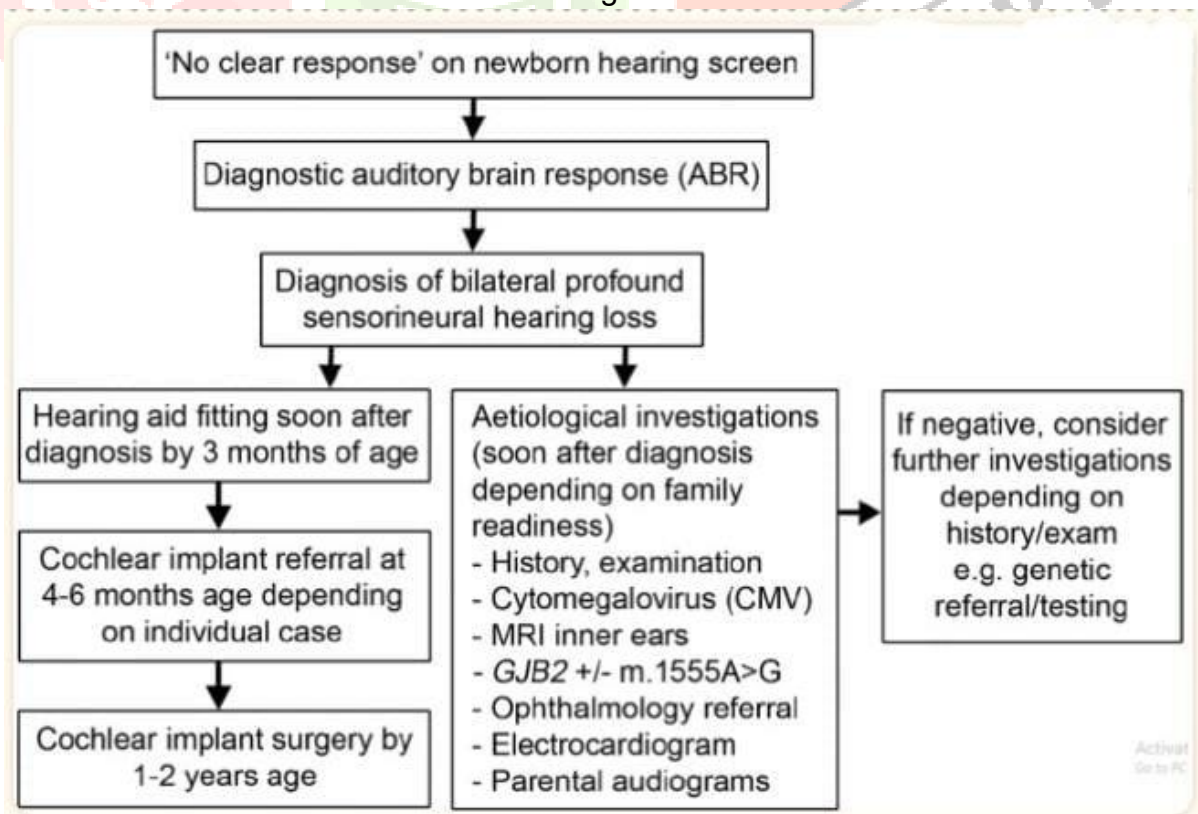 'No clear response' on newborn hearing screen
Diagnostic auditory brain response (ABR)
Diagnosis of bilateral profound
sensorineural hearing loss
Hearing aid fitting soon after
diagnosis by 3 months of age
Cochlear implant referral at
4-6 months age depending
on individual case
Cochlear implant surgery by
1-2 years age
Aetiological investigations
(soon after diagnosis
depending on family
readiness)
- History, examination
- Cytomegalovirus (CMV)
- MRI inner ears
- GJB2 +/- m.1555A>G
- Ophthalmology referral
- Electrocardiogram
- Parental audiograms
If negative, consider
further investigations
depending on
history/exam
e.g. genetic
referral/testing
Activat
Go to PC